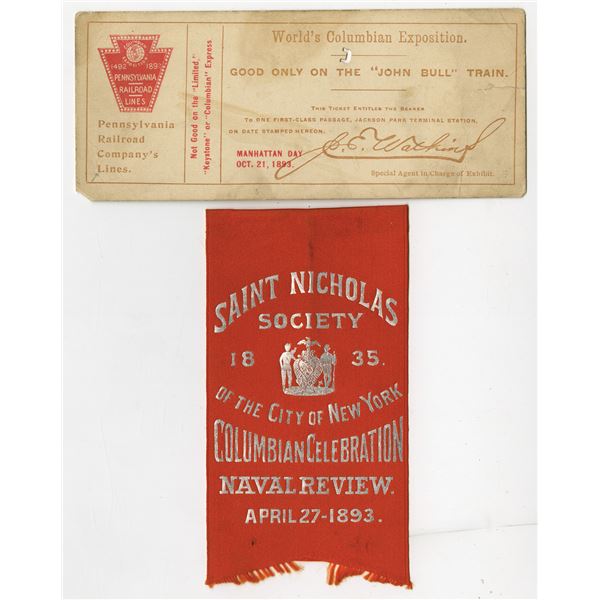 1492 1893
PENNSYLVANIA
RAILROAD
LINES
Pennsylvania
Railroad
Company's
Lines.
Not Good on the "Limited,"
"Keystone" or "Columbian" Express
World's Columbian Exposition.
GOOD ONLY ON THE "JOHN BULL" TRAIN.
THIS TICKET ENTITLES THE BEARER
TO ONE FIRST-CLASS PASSAGE, JACKSON PARK TERMINAL STATION,
ON DATE STAMPED HEREON.
MANHATTAN DAY
OCT. 21, 1893.
J. E. Watkins
Special Agent in Charge of Exhibit.
SAINT NICHOLAS
SOCIETY
18 35.
OF THE CITY OF NEW YORK
COLUMBIAN CELEBRATION
NAVAL REVIEW.
APRIL 27-1893.